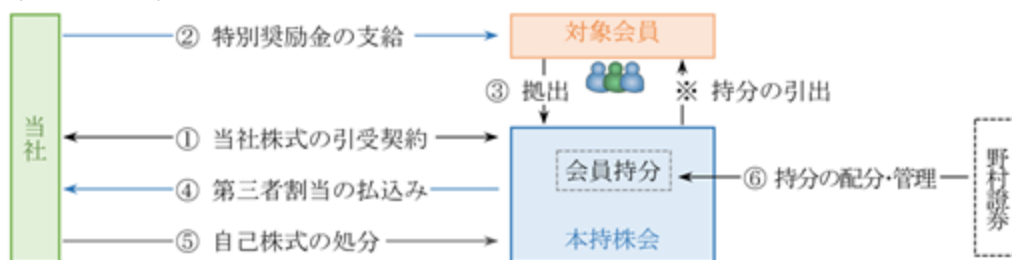 ② 特別奨励金の支給
対象会員
③ 拠出
※ 持分の引出
当社
① 当社株式の引受契約
会員持分
④ 第三者割当の払込み
⑥ 持分の配分・管理
野村證券
⑤ 自己株式の処分
本持株会